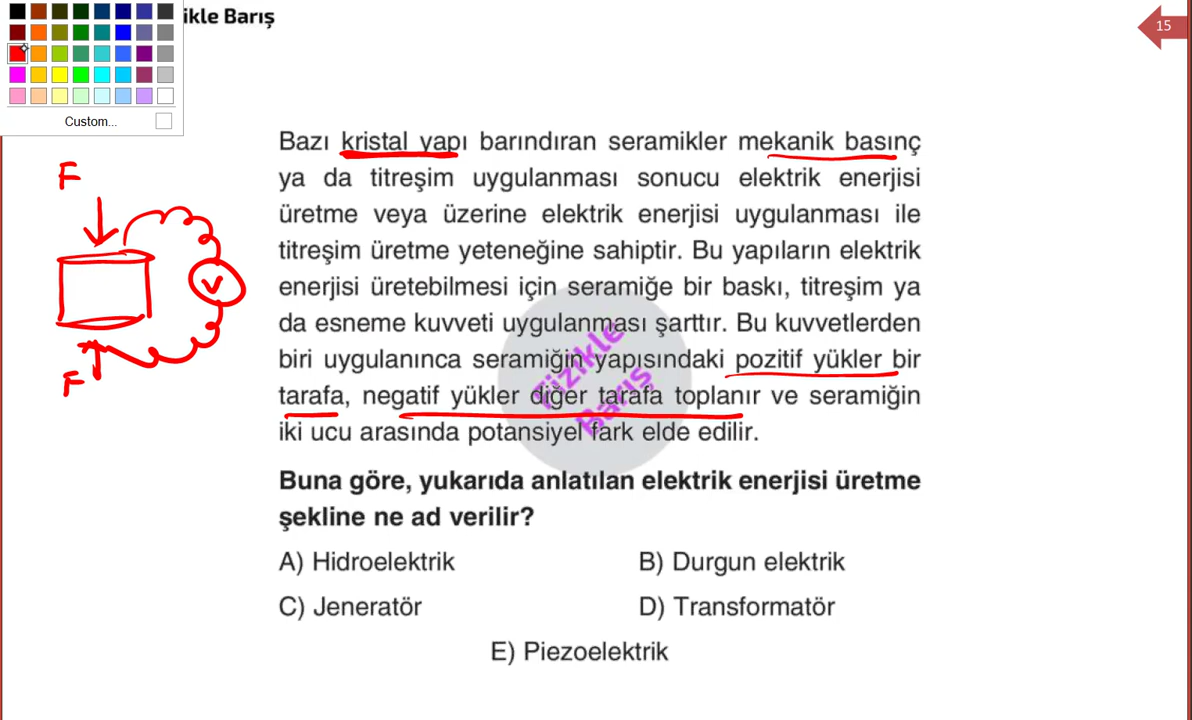 ikle Barış
15
Custom...
F
V
F
Bazı kristal yapı barındıran seramikler mekanik basınç
ya da titreşim uygulanması sonucu elektrik enerjisi
üretme veya üzerine elektrik enerjisi uygulanması ile
titreşim üretme yeteneğine sahiptir. Bu yapıların elektrik
enerjisi üretebilmesi için seramiğe bir baskı, titreşim ya
da esneme kuvveti uygulanması şarttır. Bu kuvvetlerden
biri uygulanınca seramiğin yapısındaki pozitif yükler bir
tarafa, negatif yükler diğer tarafa toplanır ve seramiğin
iki ucu arasında potansiyel fark elde edilir.
Fizikle
Barış
Buna göre, yukarıda anlatılan elektrik enerjisi üretme
şekline ne ad verilir?
A) Hidroelektrik
B) Durgun elektrik
C) Jeneratör
D) Transformatör
E) Piezoelektrik